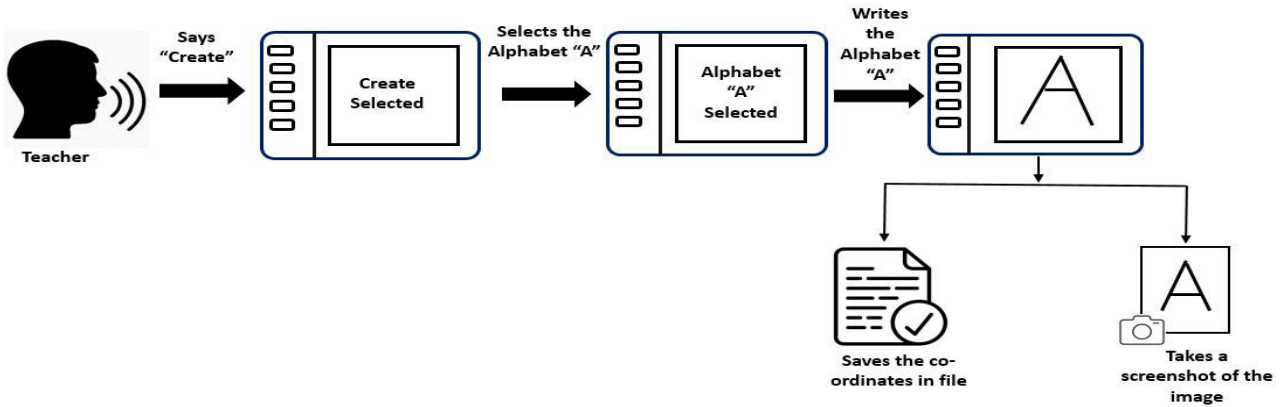 Says
“Create”
Teacher
Create
Selected
Selects the
Alphabet “A”
Alphabet
“A”
Selected
Writes
the
Alphabet
“A”
A
Saves the co-
ordinates in file
A
Takes a
screenshot of the
image